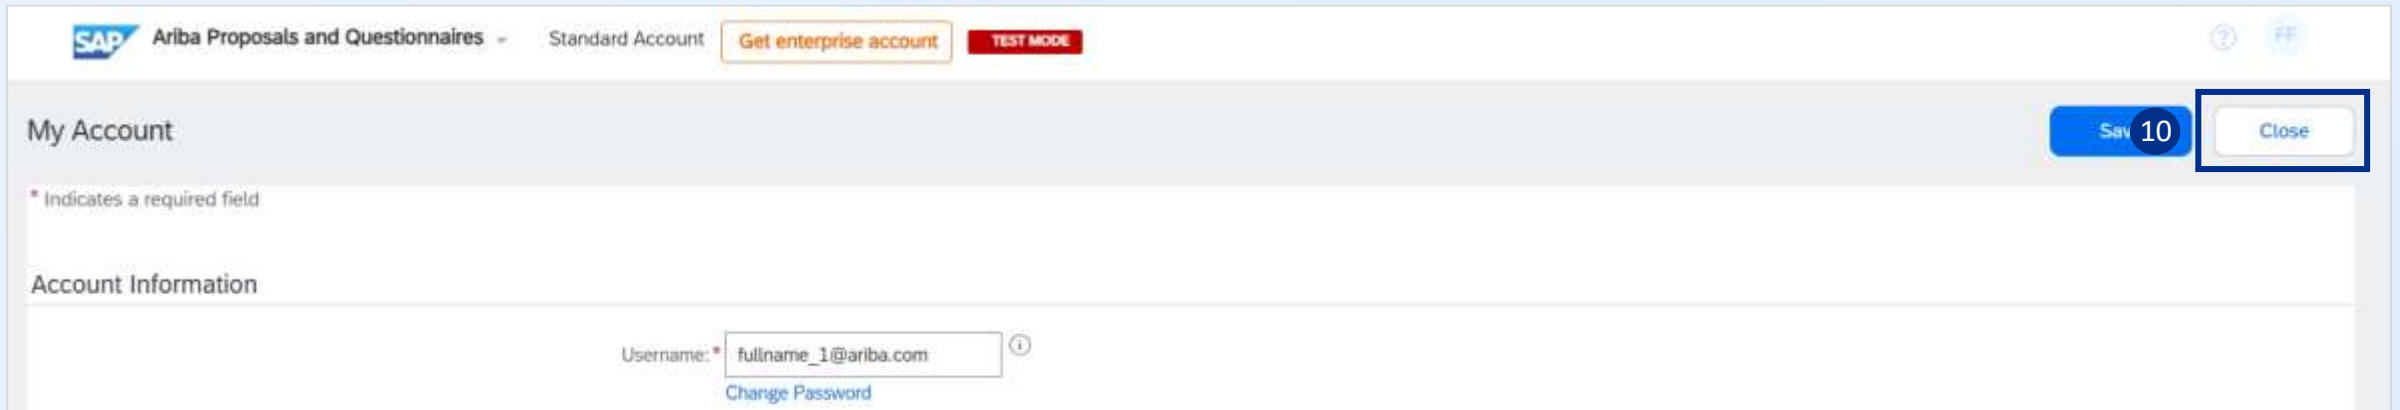 SAP Ariba Proposals and Questionnaires Standard Account Get enterprise account TEST MODE ? FF
My Account 10 Close
* Indicates a required field
Account Information
Username: * fullname_1@ariba.com i
Change Password